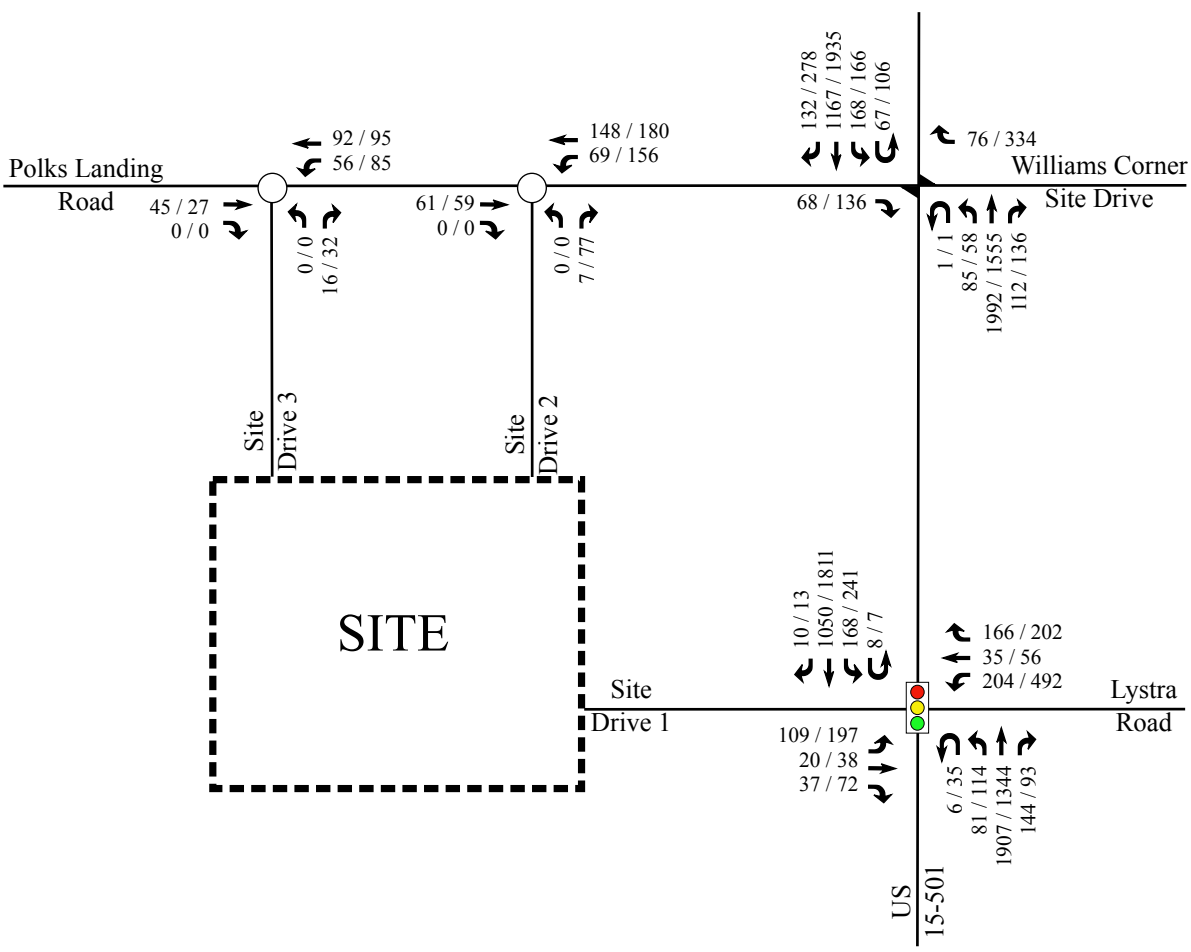 132 / 278
1167 / 1935
168 / 166
67 / 106
76 / 334
Williams Corner
Site Drive
148 / 180
69 / 156
92 / 95
56 / 85
Polks Landing
Road
45 / 27
0 / 0
0 / 0
16 / 32
61 / 59
0 / 0
0 / 0
7 / 77
68 / 136
1 / 1
85 / 58
1992 / 1555
112 / 136
Site
Drive 3
Site
Drive 2
SITE
Site
Drive 1
10 / 13
1050 / 1811
168 / 241
8 / 7
166 / 202
35 / 56
204 / 492
Lystra
Road
109 / 197
20 / 38
37 / 72
6 / 35
81 / 114
1907 / 1344
144 / 93
US
15-501